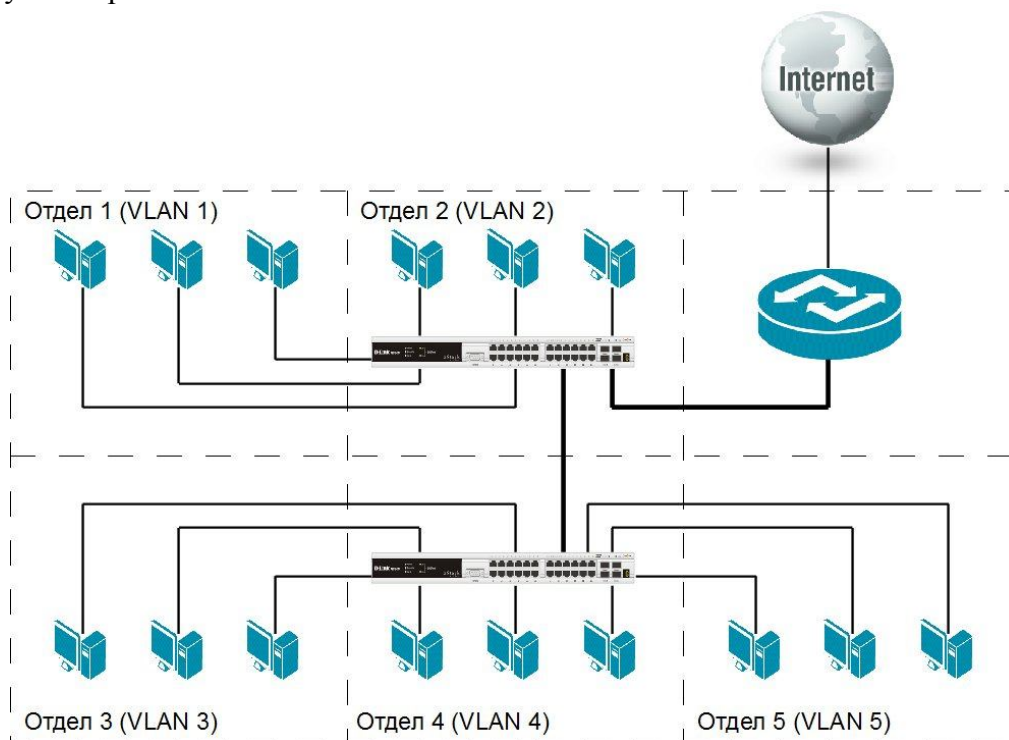 Internet
Отдел 1 (VLAN 1)
Отдел 2 (VLAN 2)
Отдел 3 (VLAN 3)
Отдел 4 (VLAN 4)
Отдел 5 (VLAN 5)